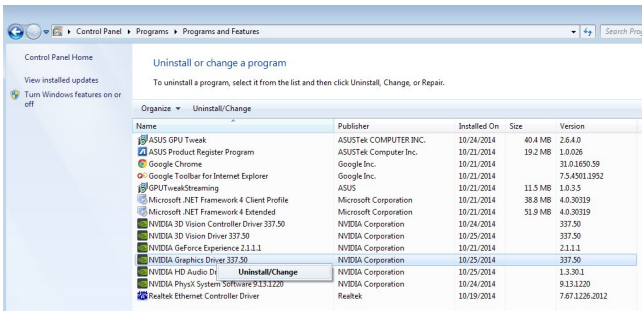 Control Panel ▸ Programs ▸ Programs and Features
Search Prog
Control Panel Home
View installed updates
Turn Windows features on or off
Uninstall or change a program
To uninstall a program, select it from the list and then click Uninstall, Change, or Repair.
Organize Uninstall/Change
Name Publisher Installed On Size Version
ASUS GPU Tweak ASUSTek COMPUTER INC. 10/24/2014 40.4 MB 2.6.4.0
ASUS Product Register Program ASUSTek Computer Inc. 10/21/2014 19.2 MB 1.0.026
Google Chrome Google Inc. 10/21/2014 31.0.1650.59
Google Toolbar for Internet Explorer Google Inc. 10/21/2014 7.5.4501.1952
GPUTweakStreaming ASUS 10/21/2014 11.5 MB 1.0.3.5
Microsoft .NET Framework 4 Client Profile Microsoft Corporation 10/21/2014 38.8 MB 4.0.30319
Microsoft .NET Framework 4 Extended Microsoft Corporation 10/21/2014 51.9 MB 4.0.30319
NVIDIA 3D Vision Controller Driver 337.50 NVIDIA Corporation 10/24/2014 337.50
NVIDIA 3D Vision Driver 337.50 NVIDIA Corporation 10/25/2014 337.50
NVIDIA GeForce Experience 2.1.1.1 NVIDIA Corporation 10/21/2014 2.1.1.1
NVIDIA Graphics Driver 337.50 NVIDIA Corporation 10/25/2014 337.50
NVIDIA HD Audio Dr NVIDIA Corporation 10/25/2014 1.3.30.1
Uninstall/Change
NVIDIA PhysX System Software 9.13.1220 NVIDIA Corporation 10/24/2014 9.13.1220
Realtek Ethernet Controller Driver Realtek 10/19/2014 7.67.1226.2012